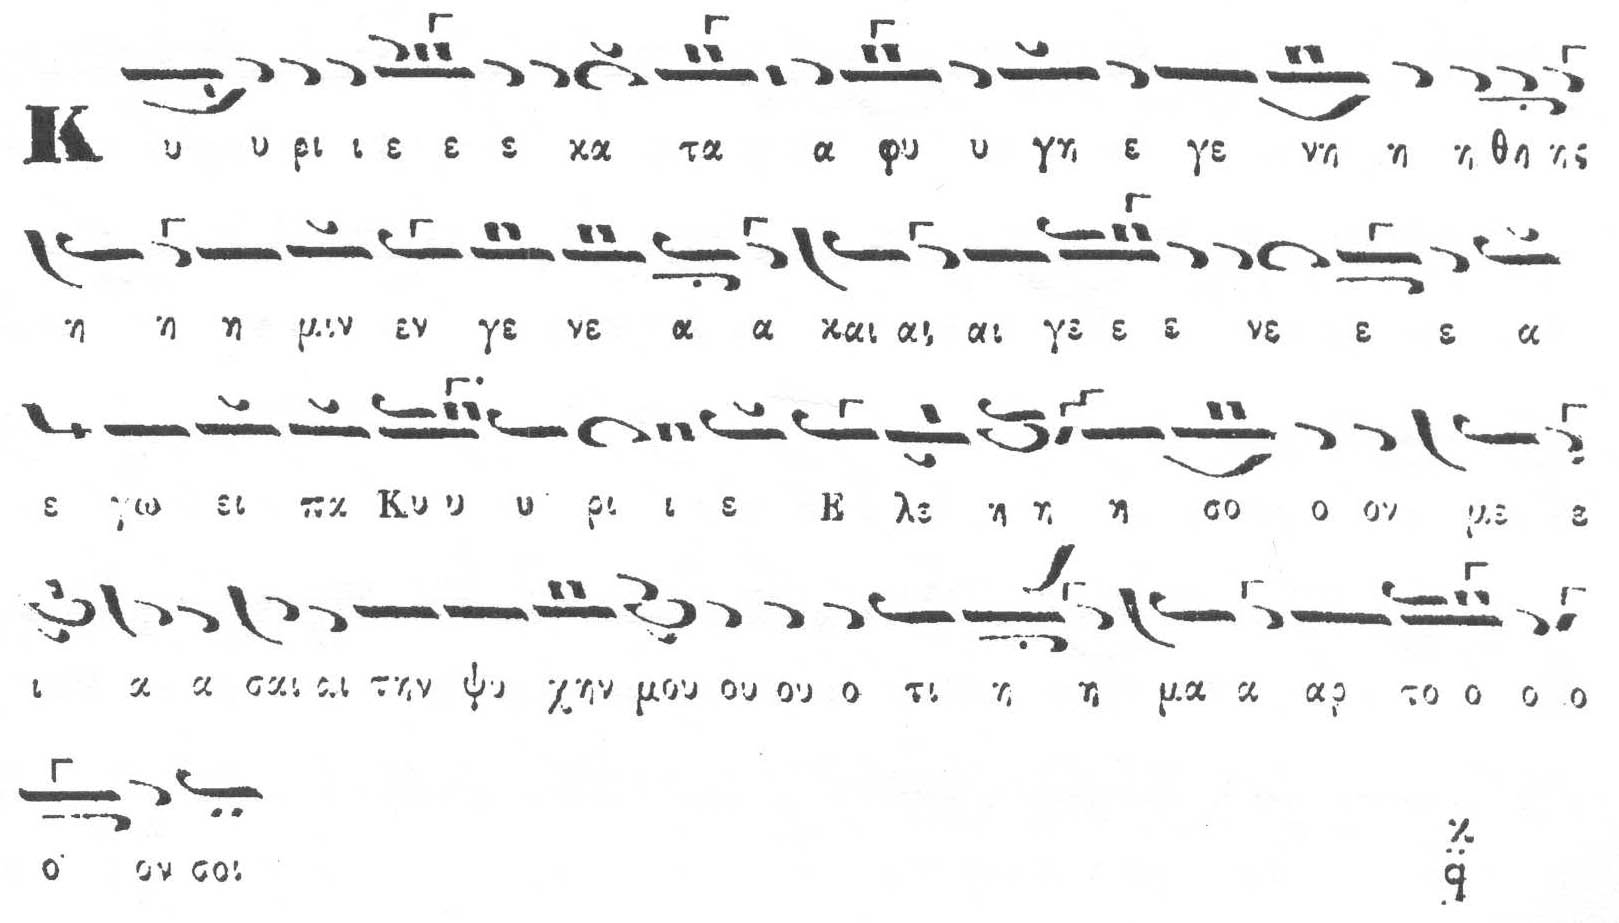 Κ υ υ ρι ι ε ε ε κα τα α φυ υ γη ε γε νη η η θη ης
η η η μιν εν γε νε α α και αι αι γε ε ε νε ε ε α
ε γω ει πα Κυ υ υ ρι ι ε Ε λε η η η σο ο ον με ε
ι α α σαι αι την ψυ χην μου ου ου ο τι η η μα α αρ το ο ο ο
ο ον σοι
κ
q